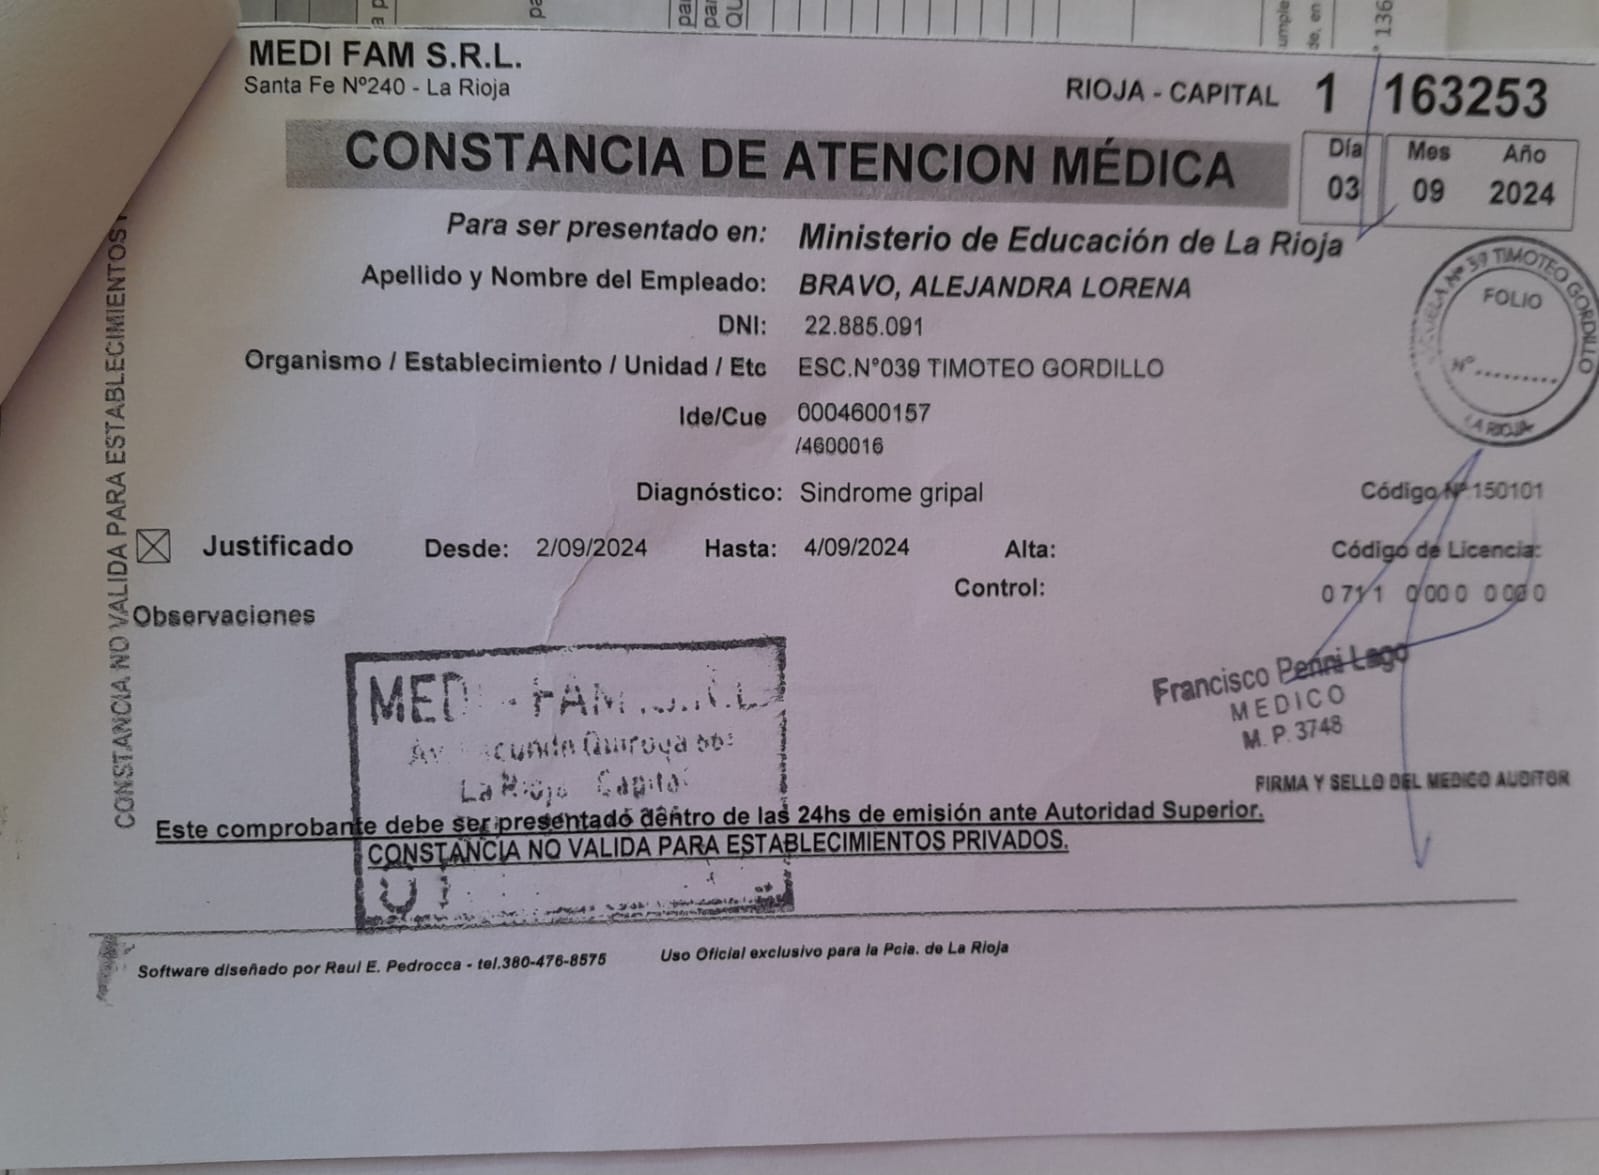 MEDI FAM S.R.L.
Santa Fe Nº240 - La Rioja
RIOJA - CAPITAL 1 163253
CONSTANCIA DE ATENCION MÉDICA
Día Mes Año
03 09 2024
Para ser presentado en: Ministerio de Educación de La Rioja
Apellido y Nombre del Empleado: BRAVO, ALEJANDRA LORENA
DNI: 22.885.091
Organismo / Establecimiento / Unidad / Etc ESC.N°039 TIMOTEO GORDILLO
Ide/Cue 0004600157
/4600016
Nº 39 TIMOTEO GORDILLO
FOLIO
Nº..........
LA RIOJA
Diagnóstico: Sindrome gripal
Código Nº 150101
Justificado Desde: 2/09/2024 Hasta: 4/09/2024 Alta:
Código de Licencia:
Control:
0711 0000 0000
Observaciones
CONSTANCIA NO VALIDA PARA ESTABLECIMIENTOS
Francisco Penni Lago
MEDICO
M. P. 3748
FIRMA Y SELLO DEL MEDICO AUDITOR
Quiroga
La Rioja Capital
Este comprobante debe ser presentado dentro de las 24hs de emisión ante Autoridad Superior.
CONSTANCIA NO VALIDA PARA ESTABLECIMIENTOS PRIVADOS.
Software diseñado por Raul E. Pedrocca - tel.380-476-8575
Uso Oficial exclusivo para la Pcia. de La Rioja